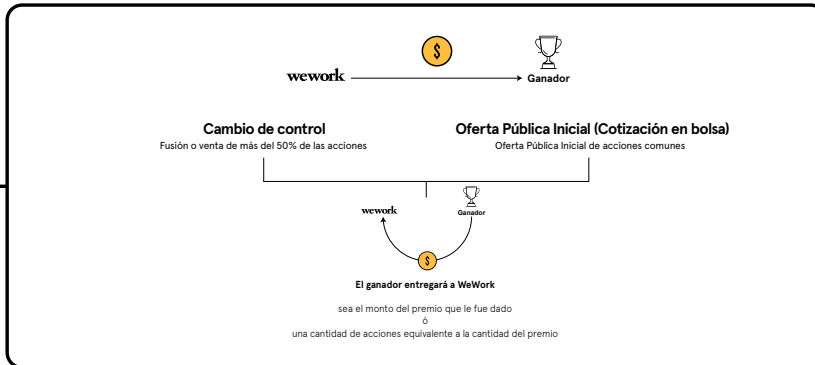 $
wework
Ganador
Cambio de control
Fusión o venta de más del 50% de las acciones
Oferta Pública Inicial (Cotización en bolsa)
Oferta Pública Inicial de acciones comunes
wework
Ganador
$
El ganador entregará a WeWork
sea el monto del premio que le fue dado
ó
una cantidad de acciones equivalente a la cantidad del premio